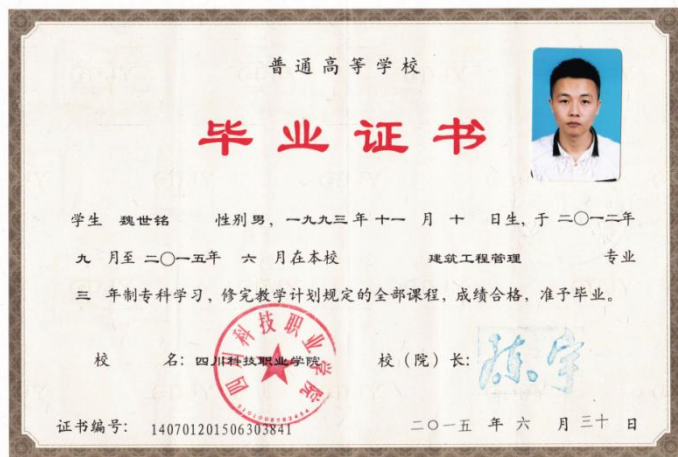 普通高等学校
毕业证书
学生 魏世铭 性别 男，一九九三年 十一 月 十 日生，于 二〇一二年
九 月至 二〇一五年 六 月在本校 建筑工程管理 专业
三 年制专科学习，修完教学计划规定的全部课程，成绩合格，准予毕业。
校 名：四川科技职业学院 校（院）长：
四川科技职业学院
证书编号： 140701201506303841 二〇一五 年 六 月 三十 日